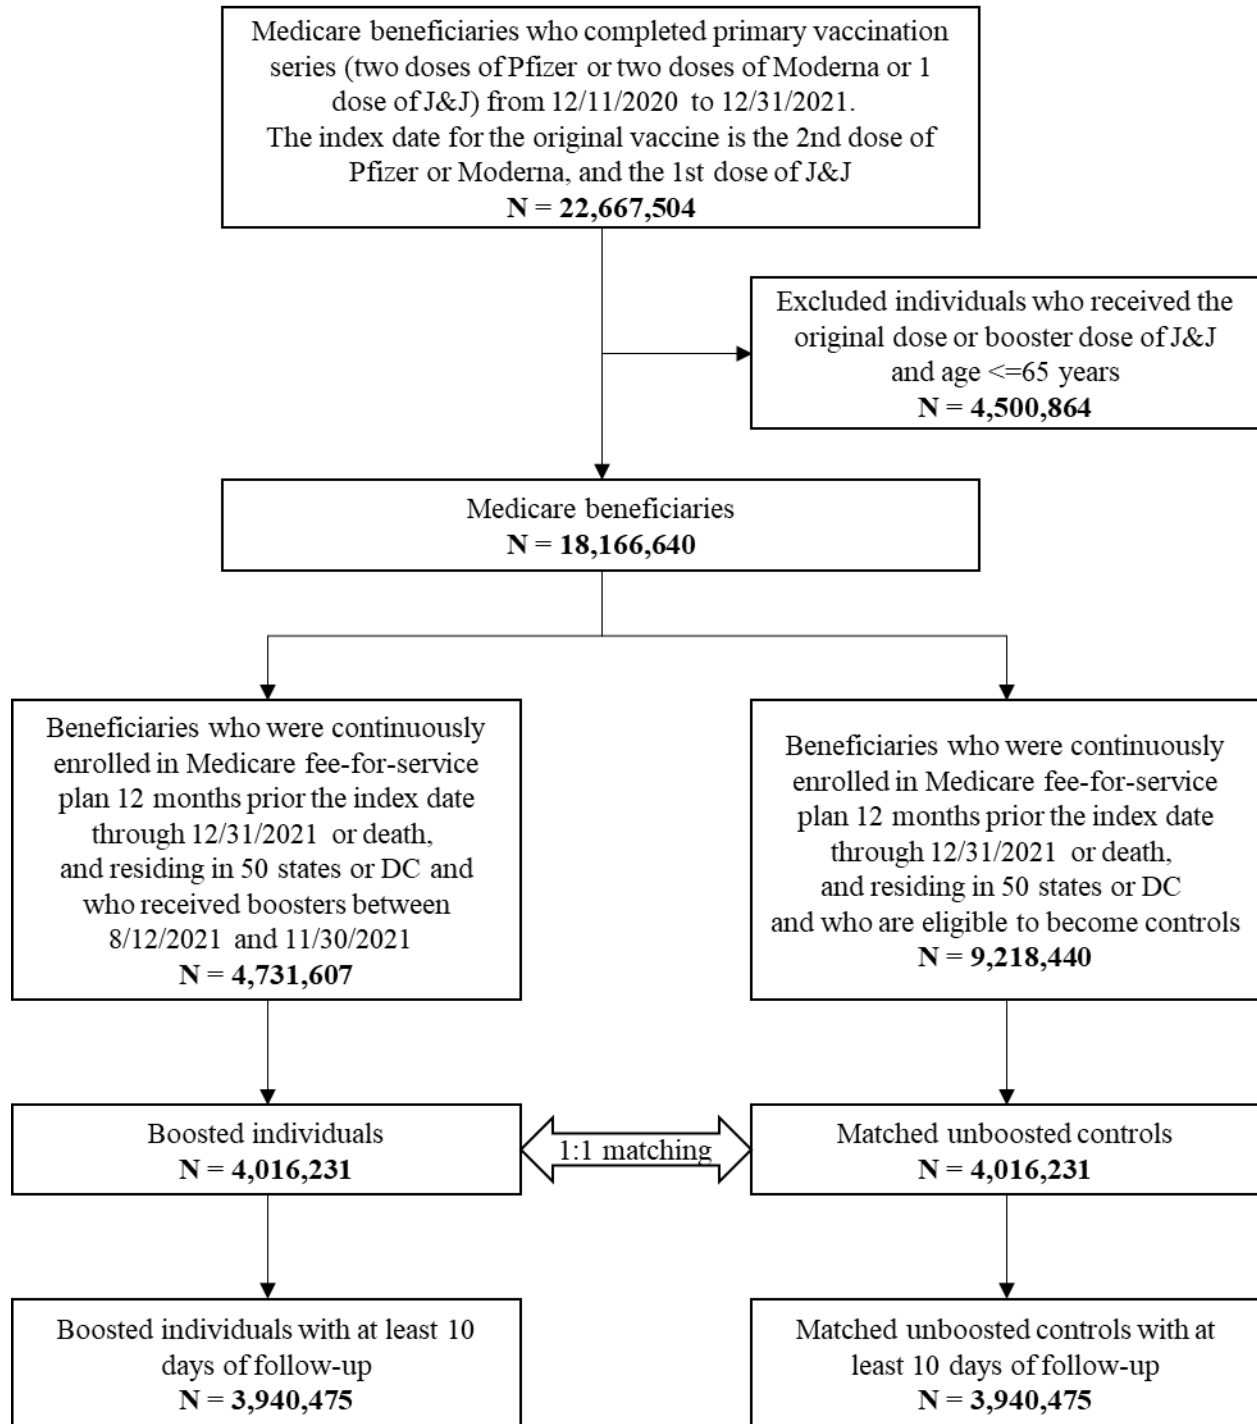 Medicare beneficiaries who completed primary vaccination
series (two doses of Pfizer or two doses of Moderna or 1
dose of J&J) from 12/11/2020 to 12/31/2021.
The index date for the original vaccine is the 2nd dose of
Pfizer or Moderna, and the 1st dose of J&J
N = 22,667,504
Excluded individuals who received the
original dose or booster dose of J&J
and age <=65 years
N = 4,500,864
Medicare beneficiaries
N = 18,166,640
Beneficiaries who were continuously
enrolled in Medicare fee-for-service
plan 12 months prior the index date
through 12/31/2021 or death,
and residing in 50 states or DC and
who received boosters between
8/12/2021 and 11/30/2021
N = 4,731,607
Beneficiaries who were continuously
enrolled in Medicare fee-for-service
plan 12 months prior the index date
through 12/31/2021 or death,
and residing in 50 states or DC
and who are eligible to become controls
N = 9,218,440
Boosted individuals
N = 4,016,231
1:1 matching
Matched unboosted controls
N = 4,016,231
Boosted individuals with at least 10
days of follow-up
N = 3,940,475
Matched unboosted controls with at
least 10 days of follow-up
N = 3,940,475